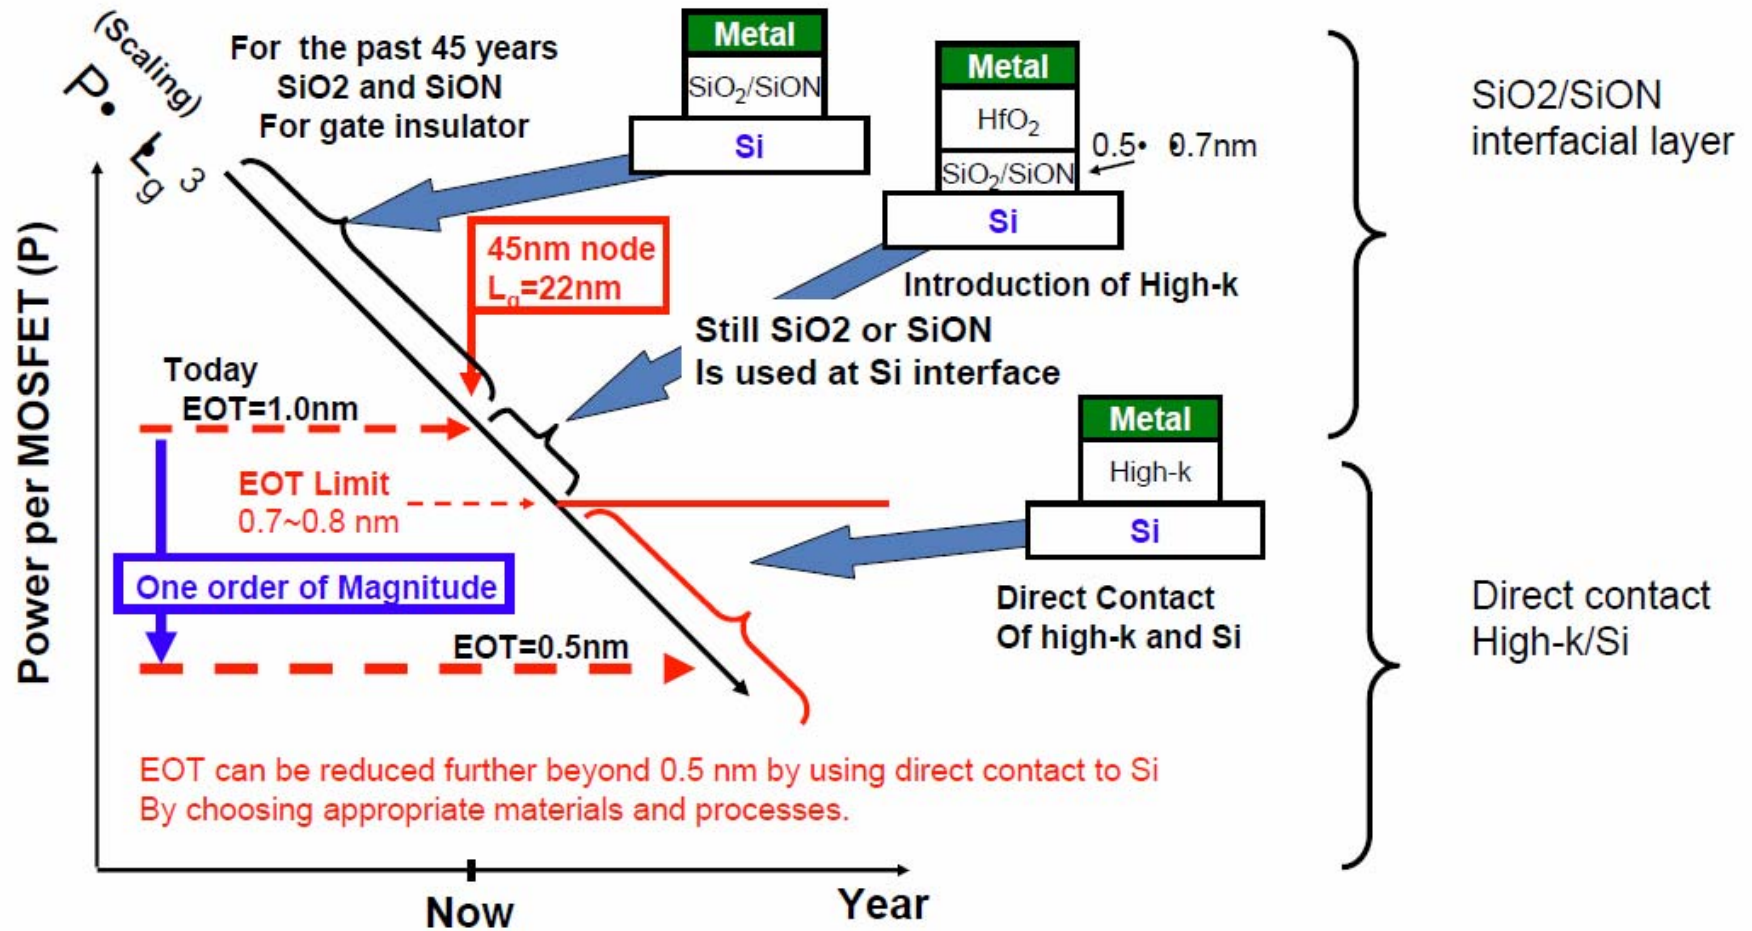 (Scaling)
P• •Lg 3
For the past 45 years
SiO2 and SiON
For gate insulator
Metal
SiO₂/SiON
Si
Metal
HfO₂
SiO₂/SiON
Si
0.5• •0.7nm
SiO2/SiON
interfacial layer
45nm node
Lg=22nm
Introduction of High-k
Still SiO2 or SiON
Is used at Si interface
Power per MOSFET (P)
Today
EOT=1.0nm
EOT Limit
0.7~0.8 nm
Metal
High-k
Si
One order of Magnitude
EOT=0.5nm
Direct Contact
Of high-k and Si
Direct contact
High-k/Si
EOT can be reduced further beyond 0.5 nm by using direct contact to Si
By choosing appropriate materials and processes.
Now
Year